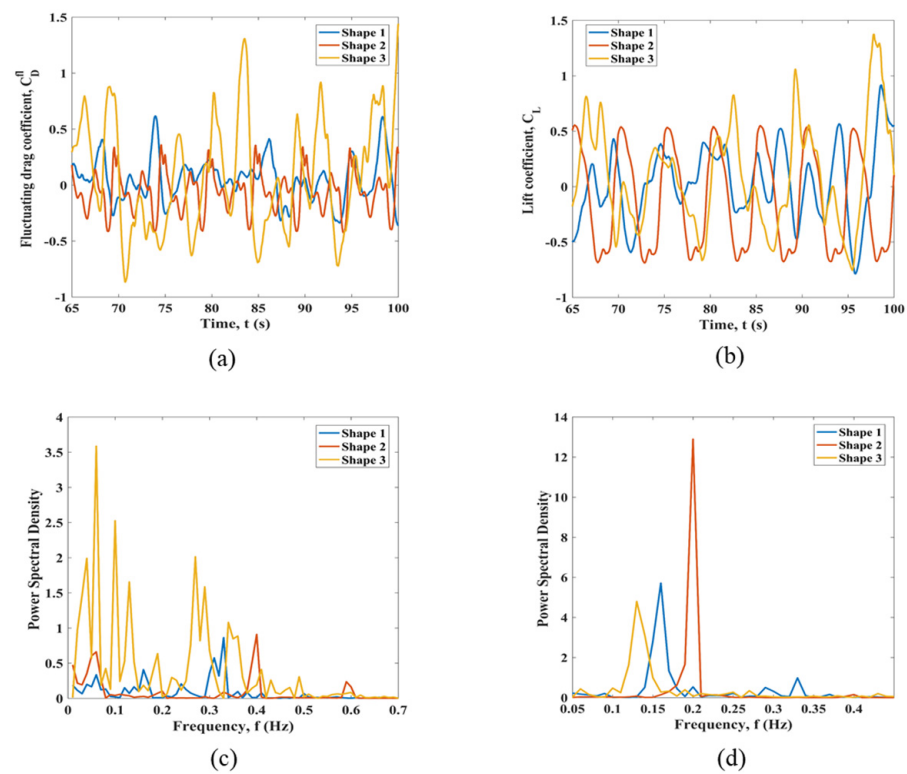 1.5
1
0.5
0
-0.5
-1
65 70 75 80 85 90 95 100
Fluctuating drag coefficient, C_D^fl
Time, t (s)
Shape 1
Shape 2
Shape 3
(a)
1.5
1
0.5
0
-0.5
-1
65 70 75 80 85 90 95 100
Lift coefficient, C_L
Time, t (s)
Shape 1
Shape 2
Shape 3
(b)
4
3.5
3
2.5
2
1.5
1
0.5
0
0 0.1 0.2 0.3 0.4 0.5 0.6 0.7
Power Spectral Density
Frequency, f (Hz)
Shape 1
Shape 2
Shape 3
(c)
14
12
10
8
6
4
2
0
0.05 0.1 0.15 0.2 0.25 0.3 0.35 0.4
Power Spectral Density
Frequency, f (Hz)
Shape 1
Shape 2
Shape 3
(d)